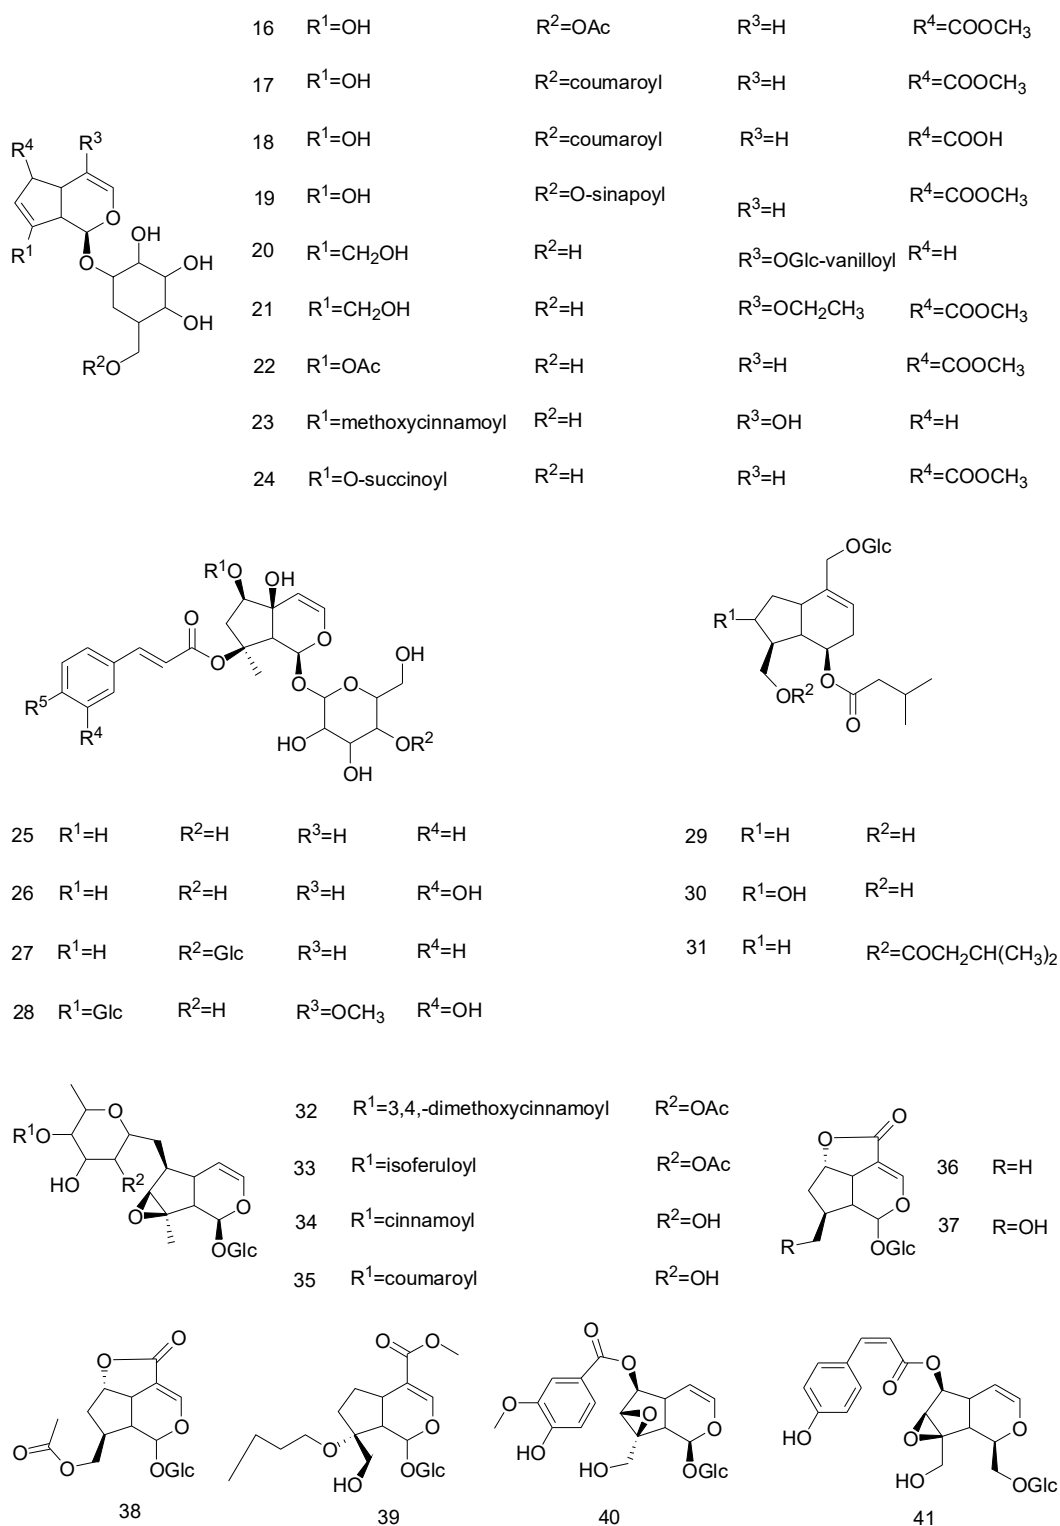 16 R¹=OH R²=OAc R³=H R⁴=COOCH₃
17 R¹=OH R²=coumaroyl R³=H R⁴=COOCH₃
18 R¹=OH R²=coumaroyl R³=H R⁴=COOH
19 R¹=OH R²=O-sinapoyl R³=H R⁴=COOCH₃
20 R¹=CH₂OH R²=H R³=OGlc-vanilloyl R⁴=H
21 R¹=CH₂OH R²=H R³=OCH₂CH₃ R⁴=COOCH₃
22 R¹=OAc R²=H R³=H R⁴=COOCH₃
23 R¹=methoxycinnamoyl R²=H R³=OH R⁴=H
24 R¹=O-succinoyl R²=H R³=H R⁴=COOCH₃
R⁴ R³
O
R¹ OH
O OH
OH
R²O
R¹O OH
O
O O
R⁵ O O OH
R⁴ HO OR²
OH
OGlc
R¹
OR² O
O
25 R¹=H R²=H R³=H R⁴=H
26 R¹=H R²=H R³=H R⁴=OH
27 R¹=H R²=Glc R³=H R⁴=H
28 R¹=Glc R²=H R³=OCH₃ R⁴=OH
29 R¹=H R²=H
30 R¹=OH R²=H
31 R¹=H R²=COCH₂CH(CH₃)₂
O
R¹O
HO R²
O O
OGlc
32 R¹=3,4,-dimethoxycinnamoyl R²=OAc
33 R¹=isoferuloyl R²=OAc
34 R¹=cinnamoyl R²=OH
35 R¹=coumaroyl R²=OH
O O
O
R OGlc
36 R=H
37 R=OH
O O
O
O O OGlc
38
O O
O
O
HO OGlc
39
O O
O O O
OH HO OGlc
40
O
O
HO O O
HO OGlc
41